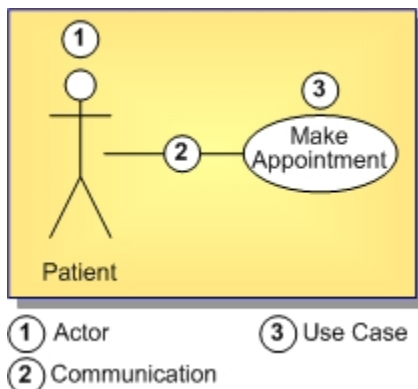 1
3
Make
Appointment
2
Patient
1 Actor
3 Use Case
2 Communication